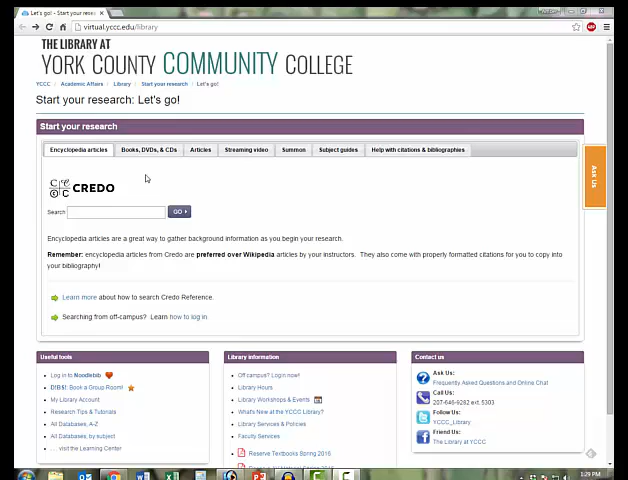 Let's go! - Start your resea
virtual.yccc.edu/library
THE LIBRARY AT
YORK COUNTY COMMUNITY COLLEGE
YCCC / Academic Affairs / Library / Start your research / Let's go!
Start your research: Let's go!
Start your research
Encyclopedia articles
Books, DVDs, & CDs
Articles
Streaming video
Summon
Subject guides
Help with citations & bibliographies
Ask Us
CREDO
Search:
GO
Encyclopedia articles are a great way to gather background information as you begin your research.
Remember: encyclopedia articles from Credo are preferred over Wikipedia articles by your instructors. They also come with properly formatted citations for you to copy into
your bibliography!
Learn more about how to search Credo Reference.
Searching from off-campus? Learn how to log in.
Useful tools
Log in to Noodlebib
DIBS!: Book a Group Room!
My Library Account
Research Tips & Tutorials
All Databases, A-Z
All Databases, by subject
... visit the Learning Center
Library information
Off campus? Login now!
Library Hours
Library Workshops & Events
What's New at the YCCC Library?
Library Services & Policies
Faculty Services
Reserve Textbooks Spring 2016
Contact us
Ask Us:
Frequently Asked Questions and Online Chat
Call Us:
207-646-9282 ext. 5303
Follow Us:
YCCC_Library
Friend Us:
The Library at YCCC
1:29 PM